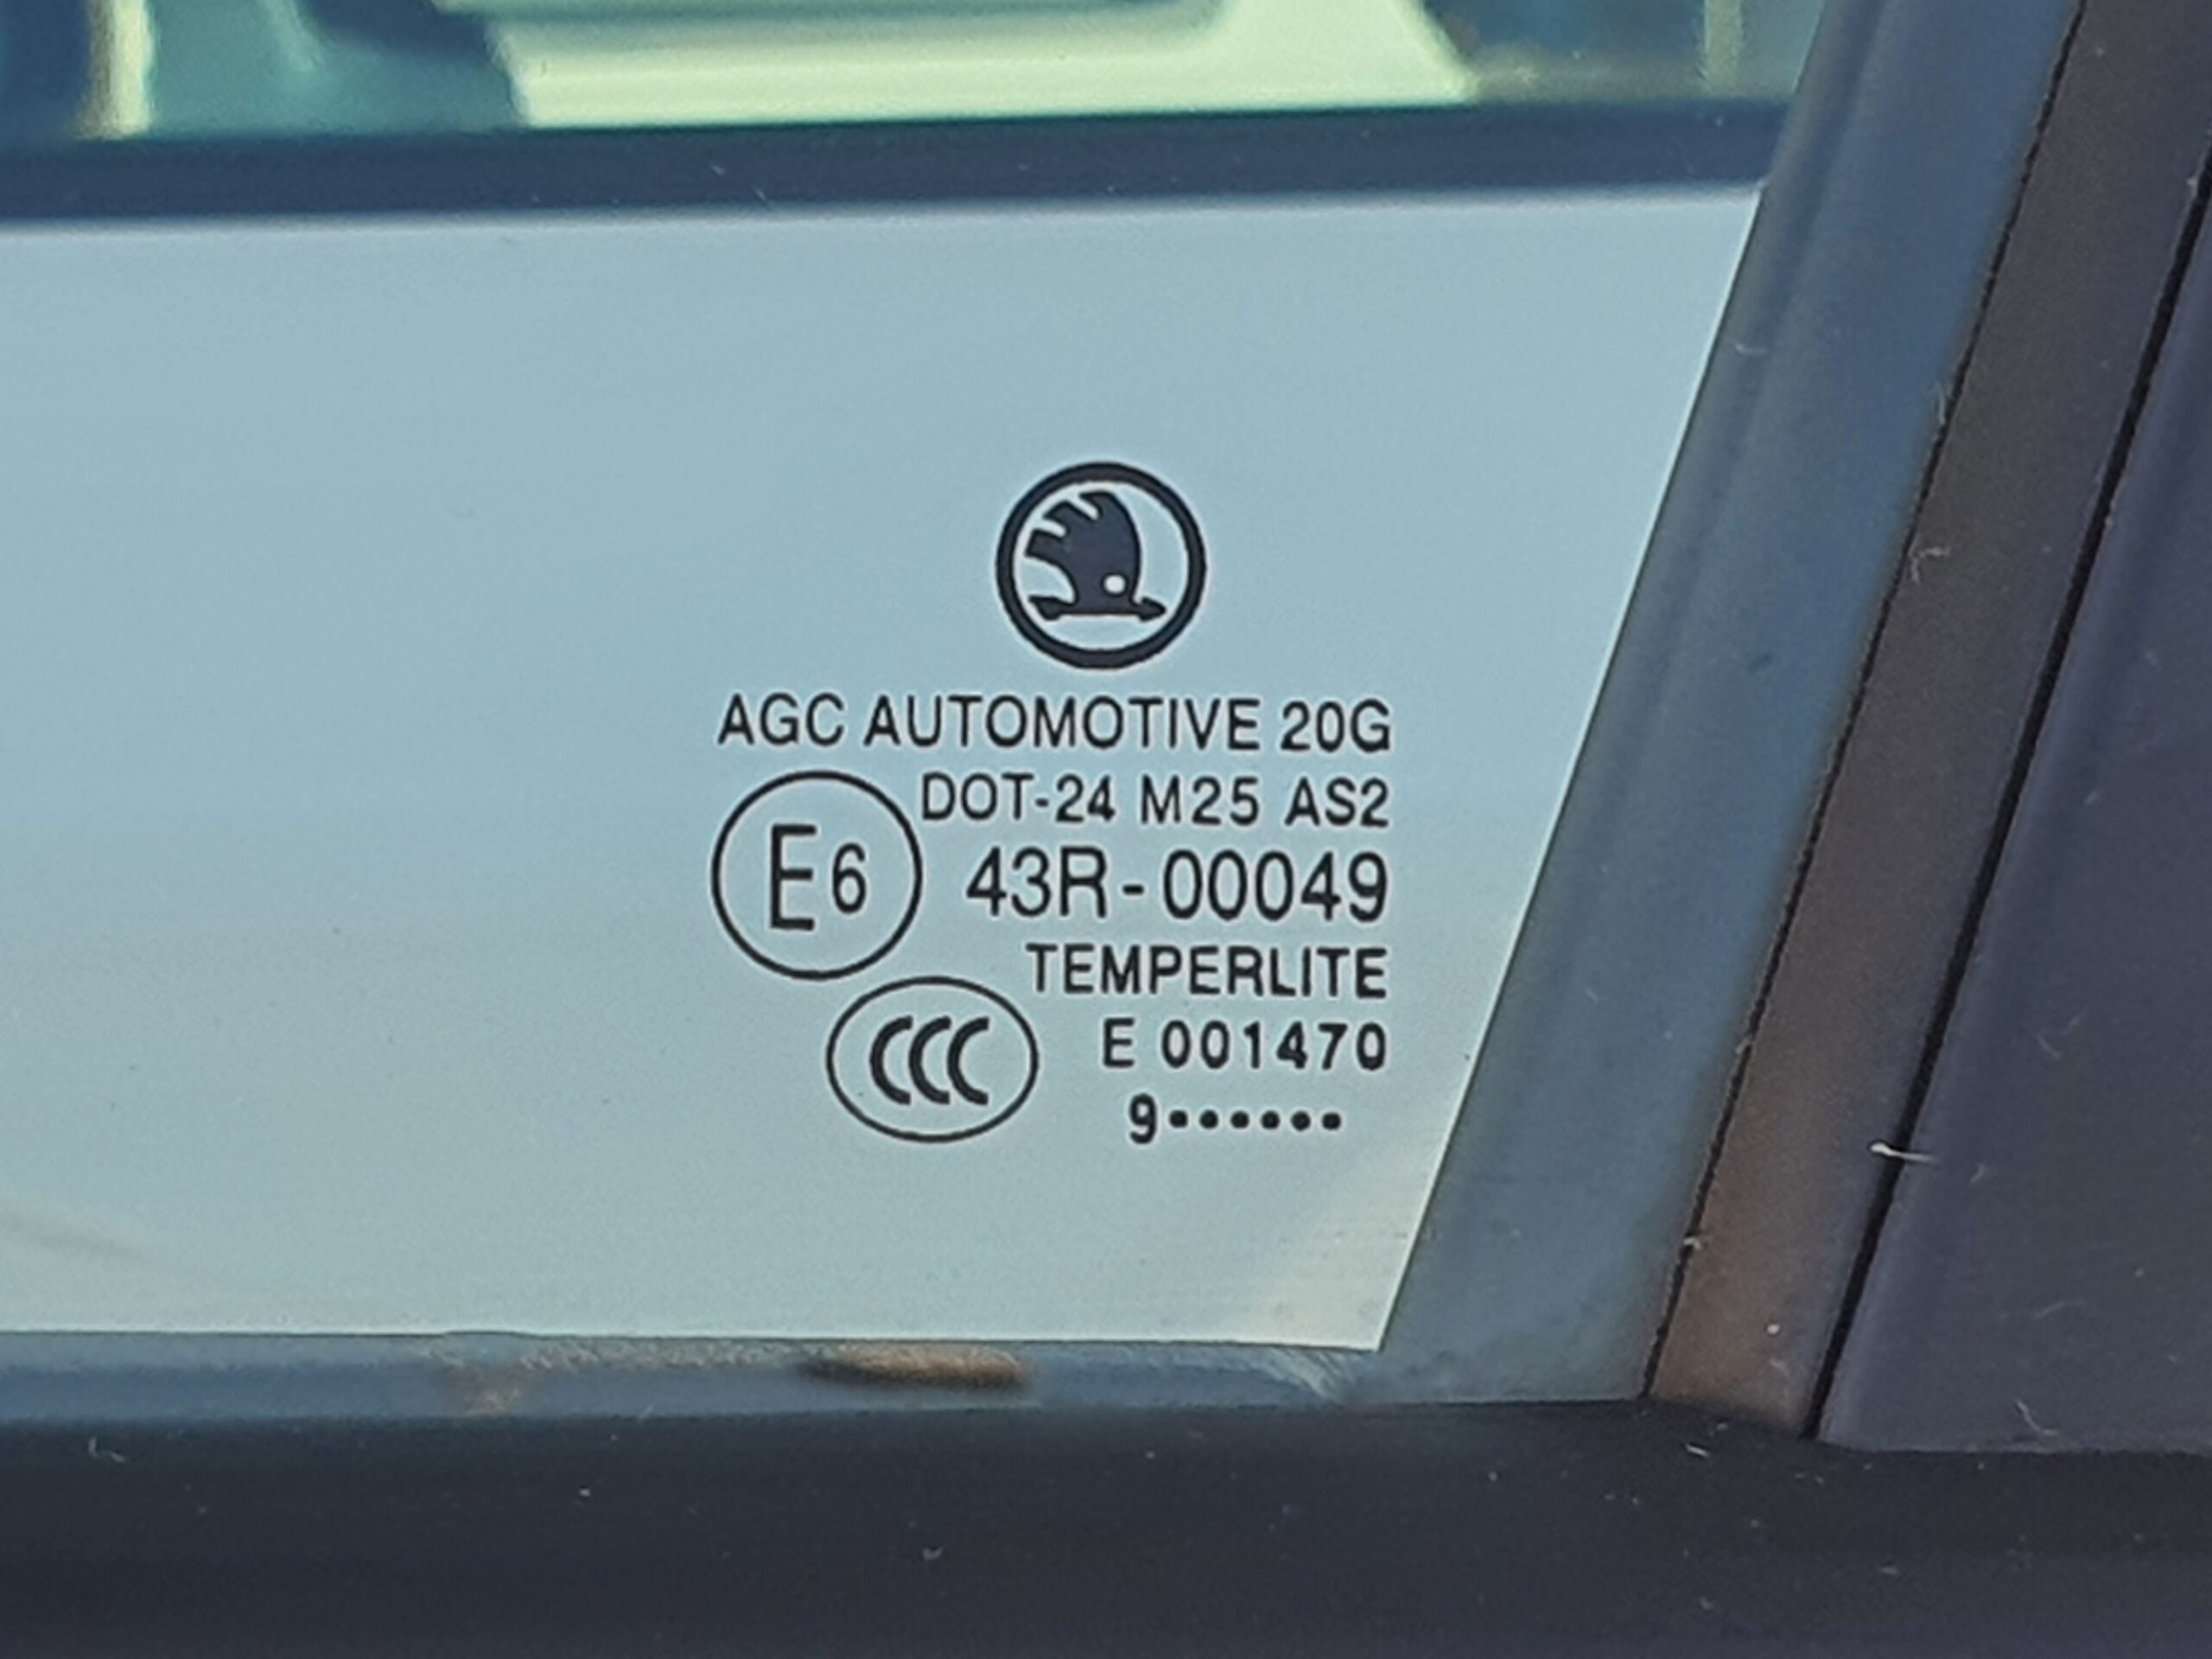 AGC AUTOMOTIVE 20G
DOT-24 M25 AS2
E6 43R-00049
TEMPERLITE
CCC E 001470
9••••••